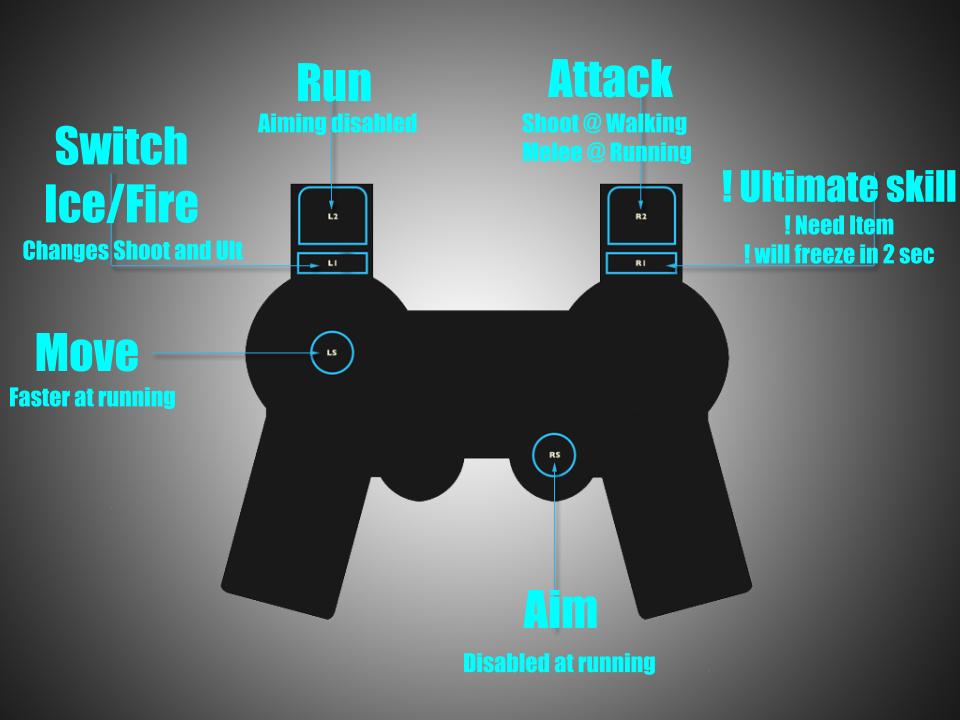 Run
Aiming disabled
Attack
Shoot @ Walking
Melee @ Running
Switch
Ice/Fire
Changes Shoot and Ult
! Ultimate skill
! Need Item
! will freeze in 2 sec
L2
L1
R2
R1
Move
Faster at running
LS
RS
Aim
Disabled at running